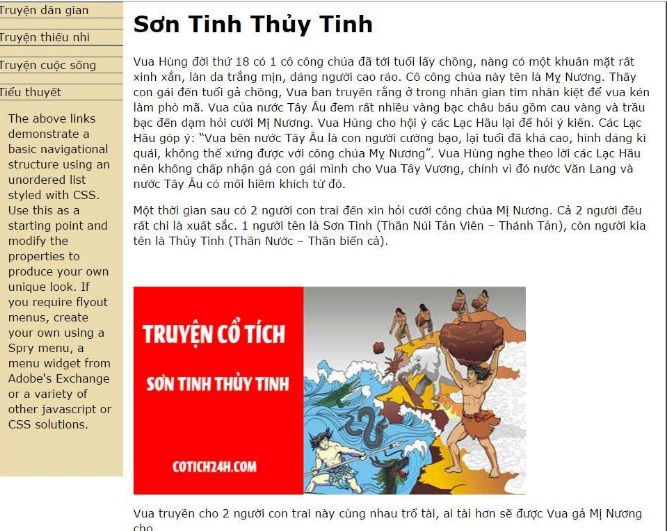 Truyện dân gian
Truyện thiếu nhi
Truyện cuộc sống
Tiểu thuyết
The above links
demonstrate a
basic navigational
structure using an
unordered list
styled with CSS.
Use this as a
starting point and
modify the
properties to
produce your own
unique look. If
you require flyout
menus, create
your own using a
Spry menu, a
menu widget from
Adobe's Exchange
or a variety of
other javascript or
CSS solutions.
Sơn Tinh Thủy Tinh
Vua Hùng đời thứ 18 có 1 cô công chúa đã tới tuổi lấy chồng, nàng có một khuân mặt rất
xinh xắn, làn da trắng mịn, dáng người cao ráo. Cô công chúa này tên là Mỵ Nương. Thấy
con gái đến tuổi gả chồng, Vua ban truyền rằng ở trong nhân gian tìm nhân kiệt để vua kén
làm phò mã. Vua của nước Tây Âu đem rất nhiều vàng bạc châu báu gồm cau vàng và trầu
bạc đến dạm hỏi cưới Mị Nương. Vua Hùng cho hội ý các Lạc Hầu lại để hỏi ý kiến. Các Lạc
Hầu góp ý: “Vua bên nước Tây Âu là con người cường bạo, lại tuổi đã khá cao, hình dáng kì
quái, không thể xứng được với công chúa Mỵ Nương”. Vua Hùng nghe theo lời các Lạc Hầu
nên không chấp nhận gả con gái mình cho Vua Tây Vương, chính vì đó nước Văn Lang và
nước Tây Âu có mối hiềm khích từ đó.
Một thời gian sau có 2 người con trai đến xin hỏi cưới công chúa Mị Nương. Cả 2 người đều
rất chi là xuất sắc. 1 người tên là Sơn Tinh (Thần Núi Tản Viên – Thánh Tản), còn người kia
tên là Thủy Tinh (Thần Nước – Thần biển cả).
TRUYỆN CỔ TÍCH
SƠN TINH THỦY TINH
COTICH24H.COM
Vua truyền cho 2 người con trai này cùng nhau trổ tài, ai tài hơn sẽ được Vua gả Mị Nương
cho